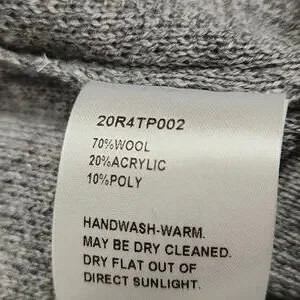 20R4TP002
70%WOOL
20%ACRYLIC
10%POLY
HANDWASH-WARM.
MAY BE DRY CLEANED.
DRY FLAT OUT OF
DIRECT SUNLIGHT.